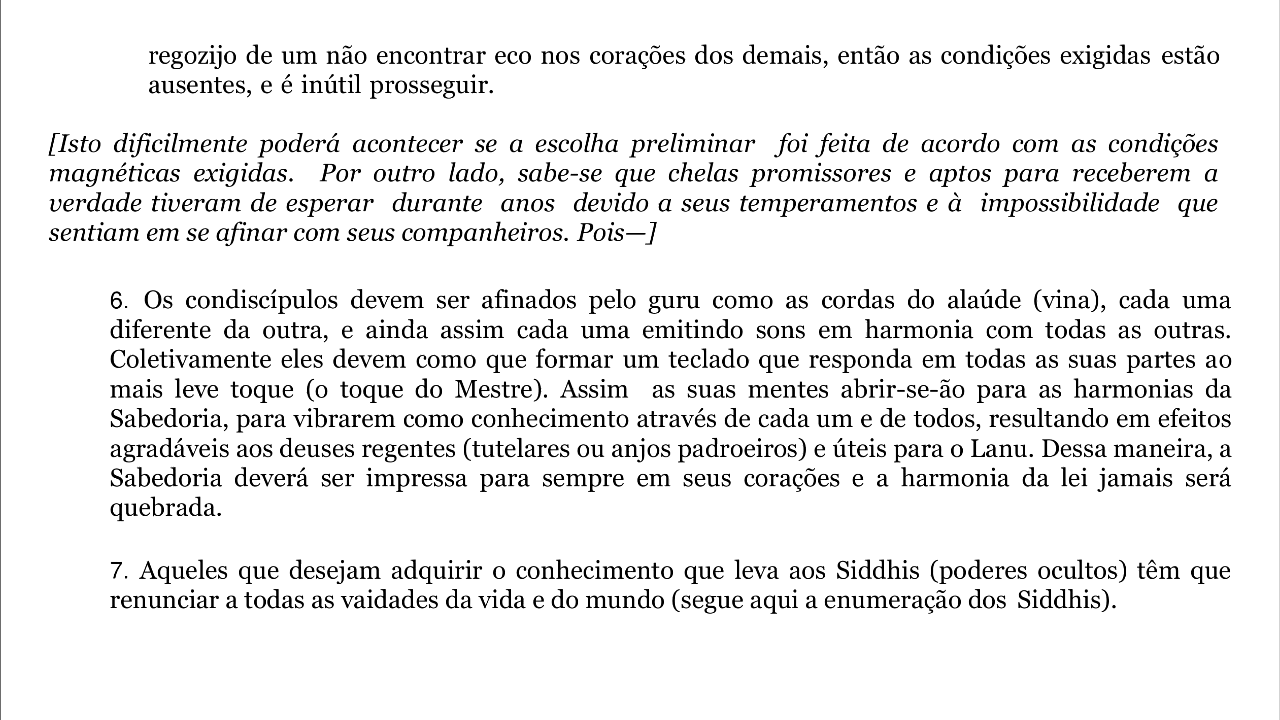 regozijo de um não encontrar eco nos corações dos demais, então as condições exigidas estão
ausentes, e é inútil prosseguir.
[Isto dificilmente poderá acontecer se a escolha preliminar foi feita de acordo com as condições
magnéticas exigidas. Por outro lado, sabe-se que chelas promissores e aptos para receberem a
verdade tiveram de esperar durante anos devido a seus temperamentos e à impossibilidade que
sentiam em se afinar com seus companheiros. Pois—]
6. Os condiscípulos devem ser afinados pelo guru como as cordas do alaúde (vina), cada uma
diferente da outra, e ainda assim cada uma emitindo sons em harmonia com todas as outras.
Coletivamente eles devem como que formar um teclado que responda em todas as suas partes ao
mais leve toque (o toque do Mestre). Assim as suas mentes abrir-se-ão para as harmonias da
Sabedoria, para vibrarem como conhecimento através de cada um e de todos, resultando em efeitos
agradáveis aos deuses regentes (tutelares ou anjos padroeiros) e úteis para o Lanu. Dessa maneira, a
Sabedoria deverá ser impressa para sempre em seus corações e a harmonia da lei jamais será
quebrada.
7. Aqueles que desejam adquirir o conhecimento que leva aos Siddhis (poderes ocultos) têm que
renunciar a todas as vaidades da vida e do mundo (segue aqui a enumeração dos Siddhis).